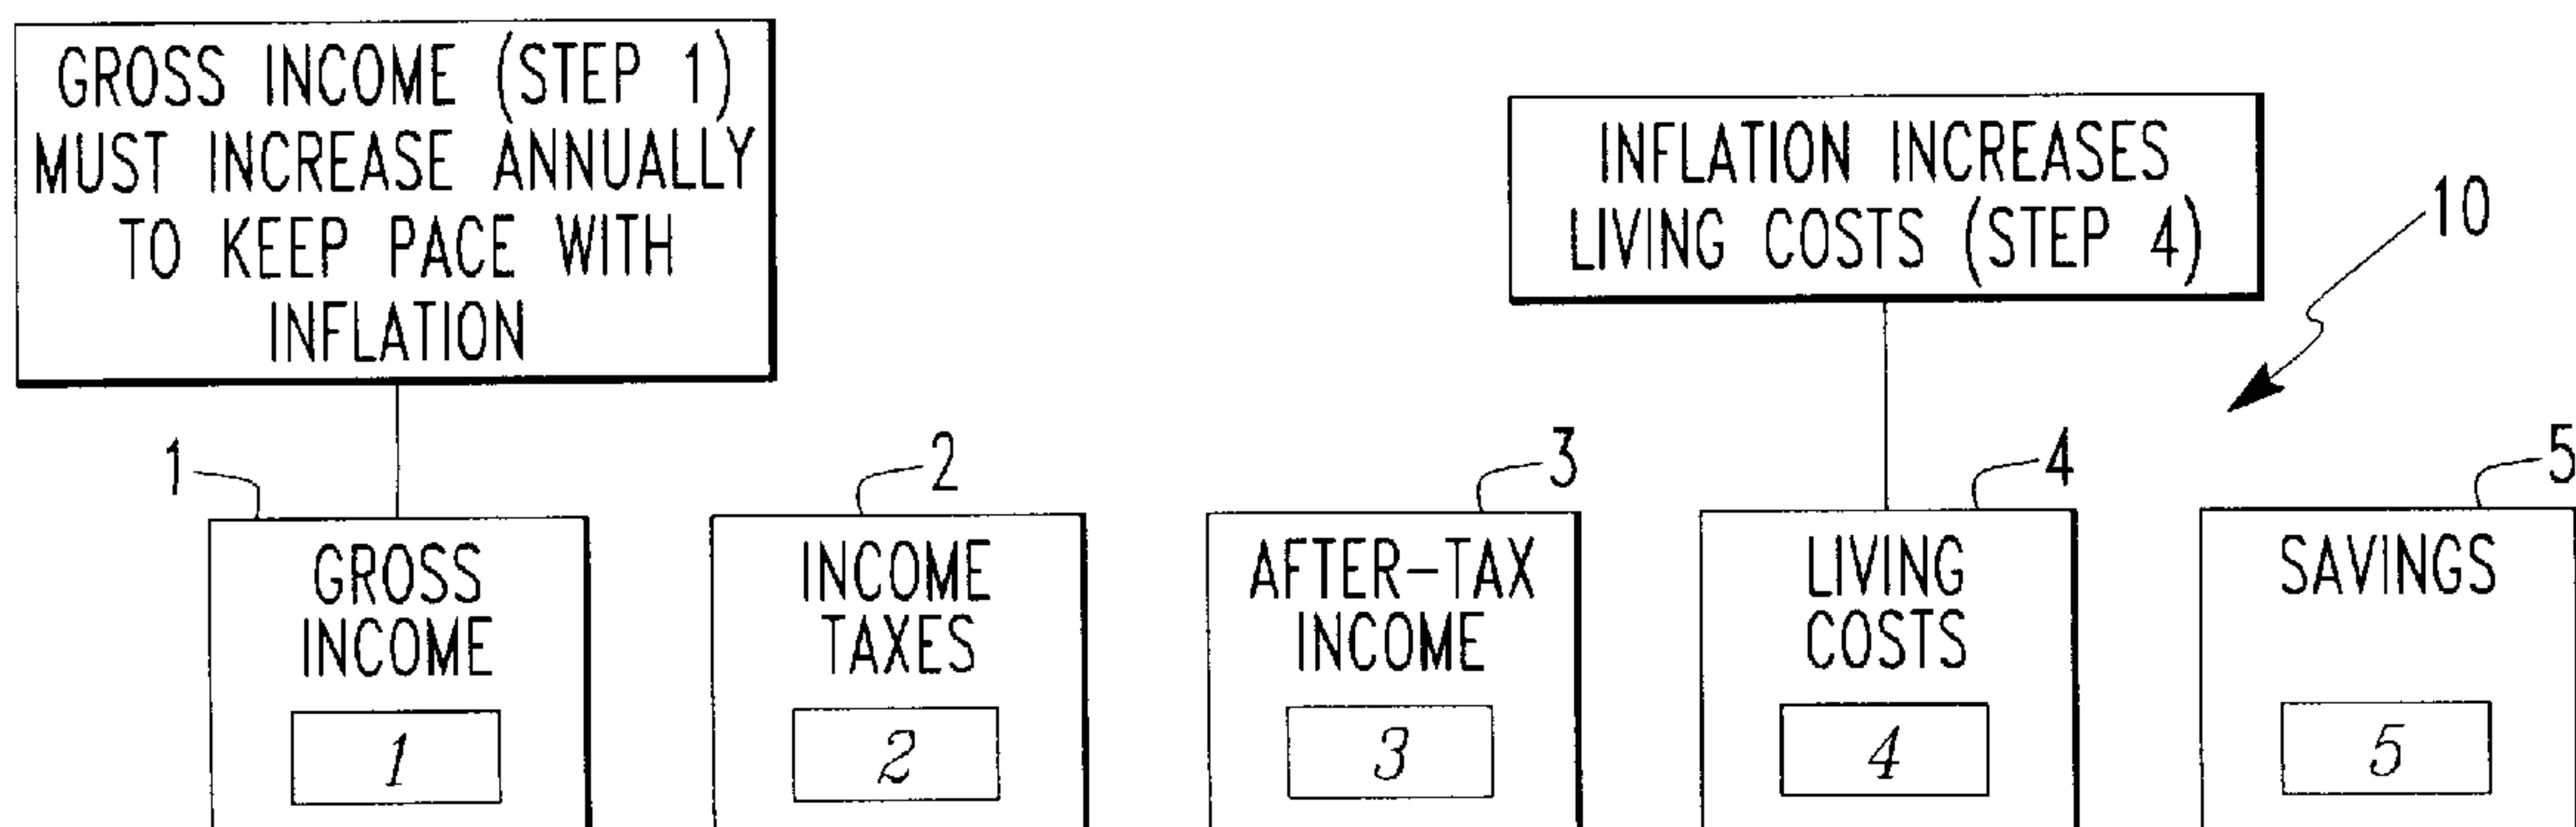 GROSS INCOME (STEP 1)
MUST INCREASE ANNUALLY
TO KEEP PACE WITH
INFLATION
INFLATION INCREASES
LIVING COSTS (STEP 4)
10
1
2
3
4
5
GROSS
INCOME
1
INCOME
TAXES
2
AFTER-TAX
INCOME
3
LIVING
COSTS
4
SAVINGS
5